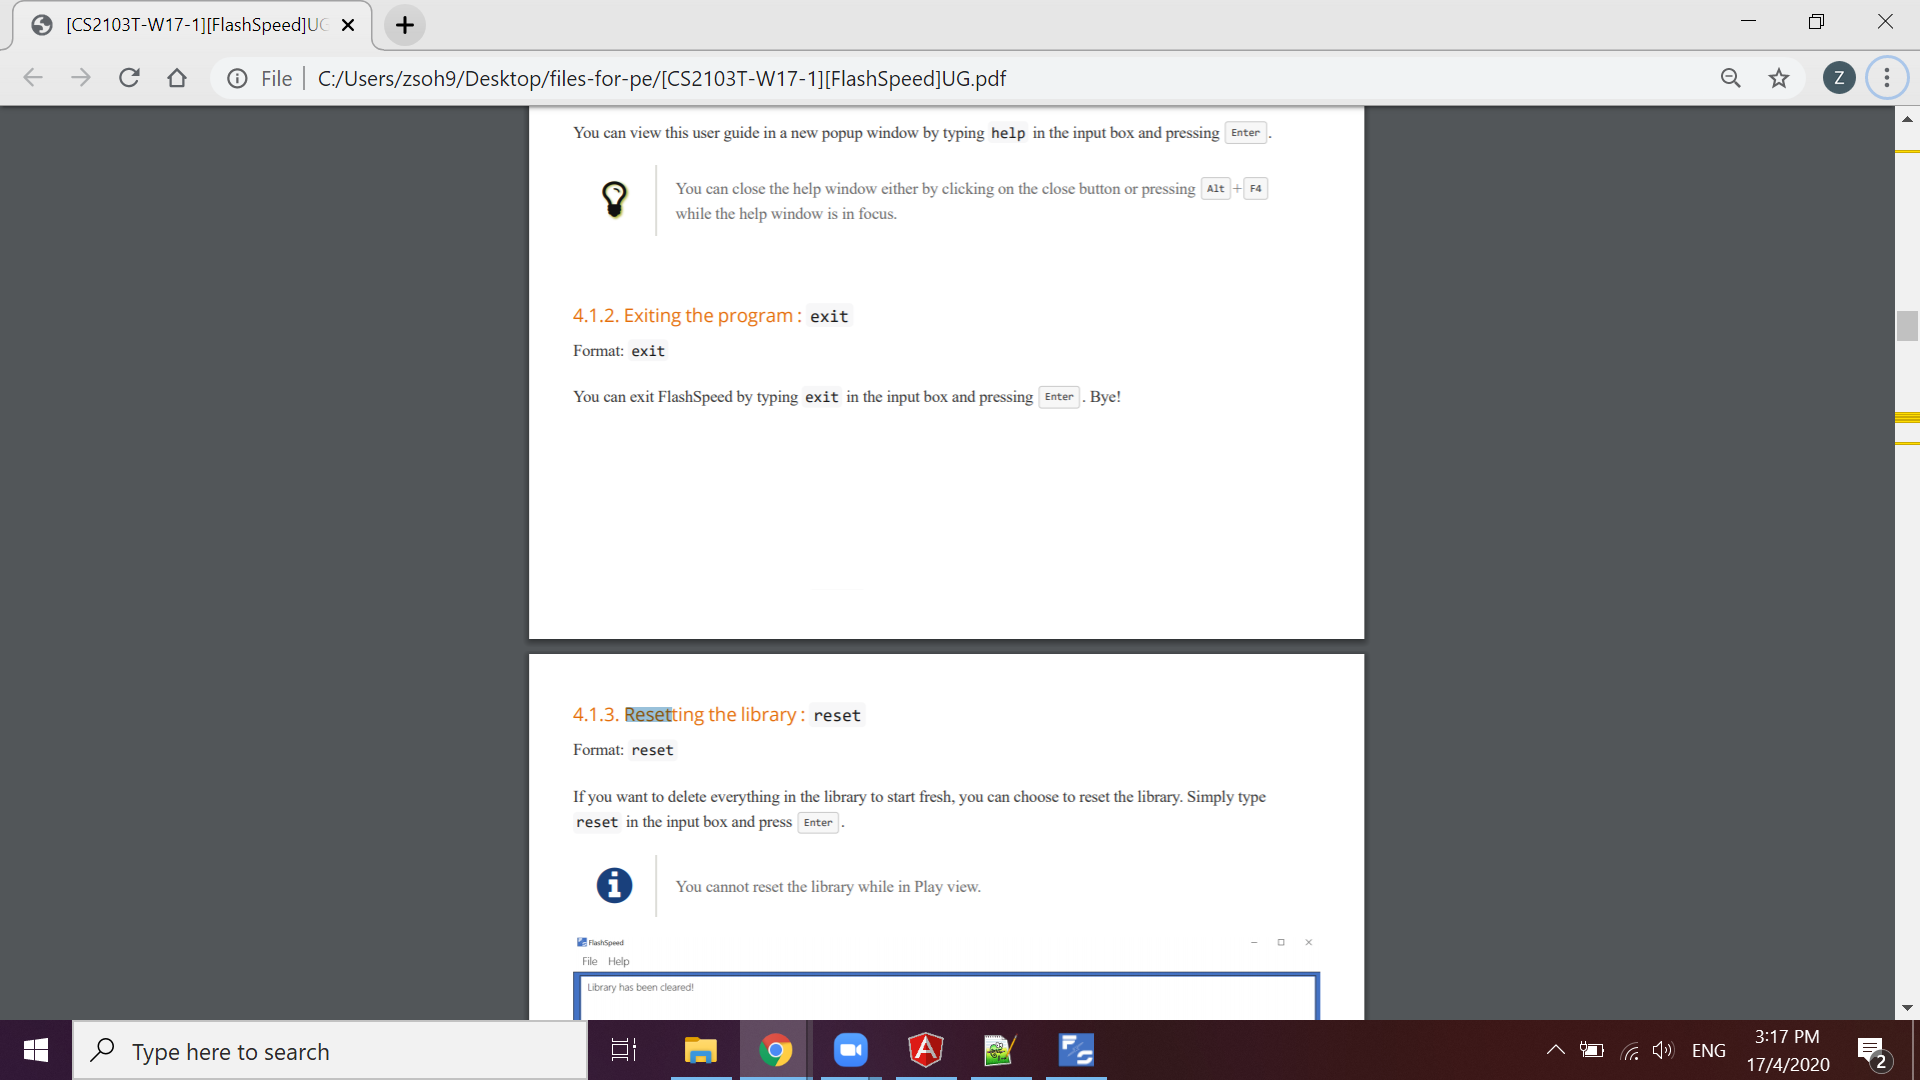 [CS2103T-W17-1][FlashSpeed]UG
File
C:/Users/zsoh9/Desktop/files-for-pe/[CS2103T-W17-1][FlashSpeed]UG.pdf
Z
You can view this user guide in a new popup window by typing help in the input box and pressing Enter.
You can close the help window either by clicking on the close button or pressing Alt + F4
while the help window is in focus.
4.1.2. Exiting the program : exit
Format: exit
You can exit FlashSpeed by typing exit in the input box and pressing Enter. Bye!
4.1.3. Resetting the library : reset
Format: reset
If you want to delete everything in the library to start fresh, you can choose to reset the library. Simply type
reset in the input box and press Enter.
You cannot reset the library while in Play view.
FlashSpeed
File Help
Library has been cleared!
Type here to search
ENG
3:17 PM
17/4/2020
2